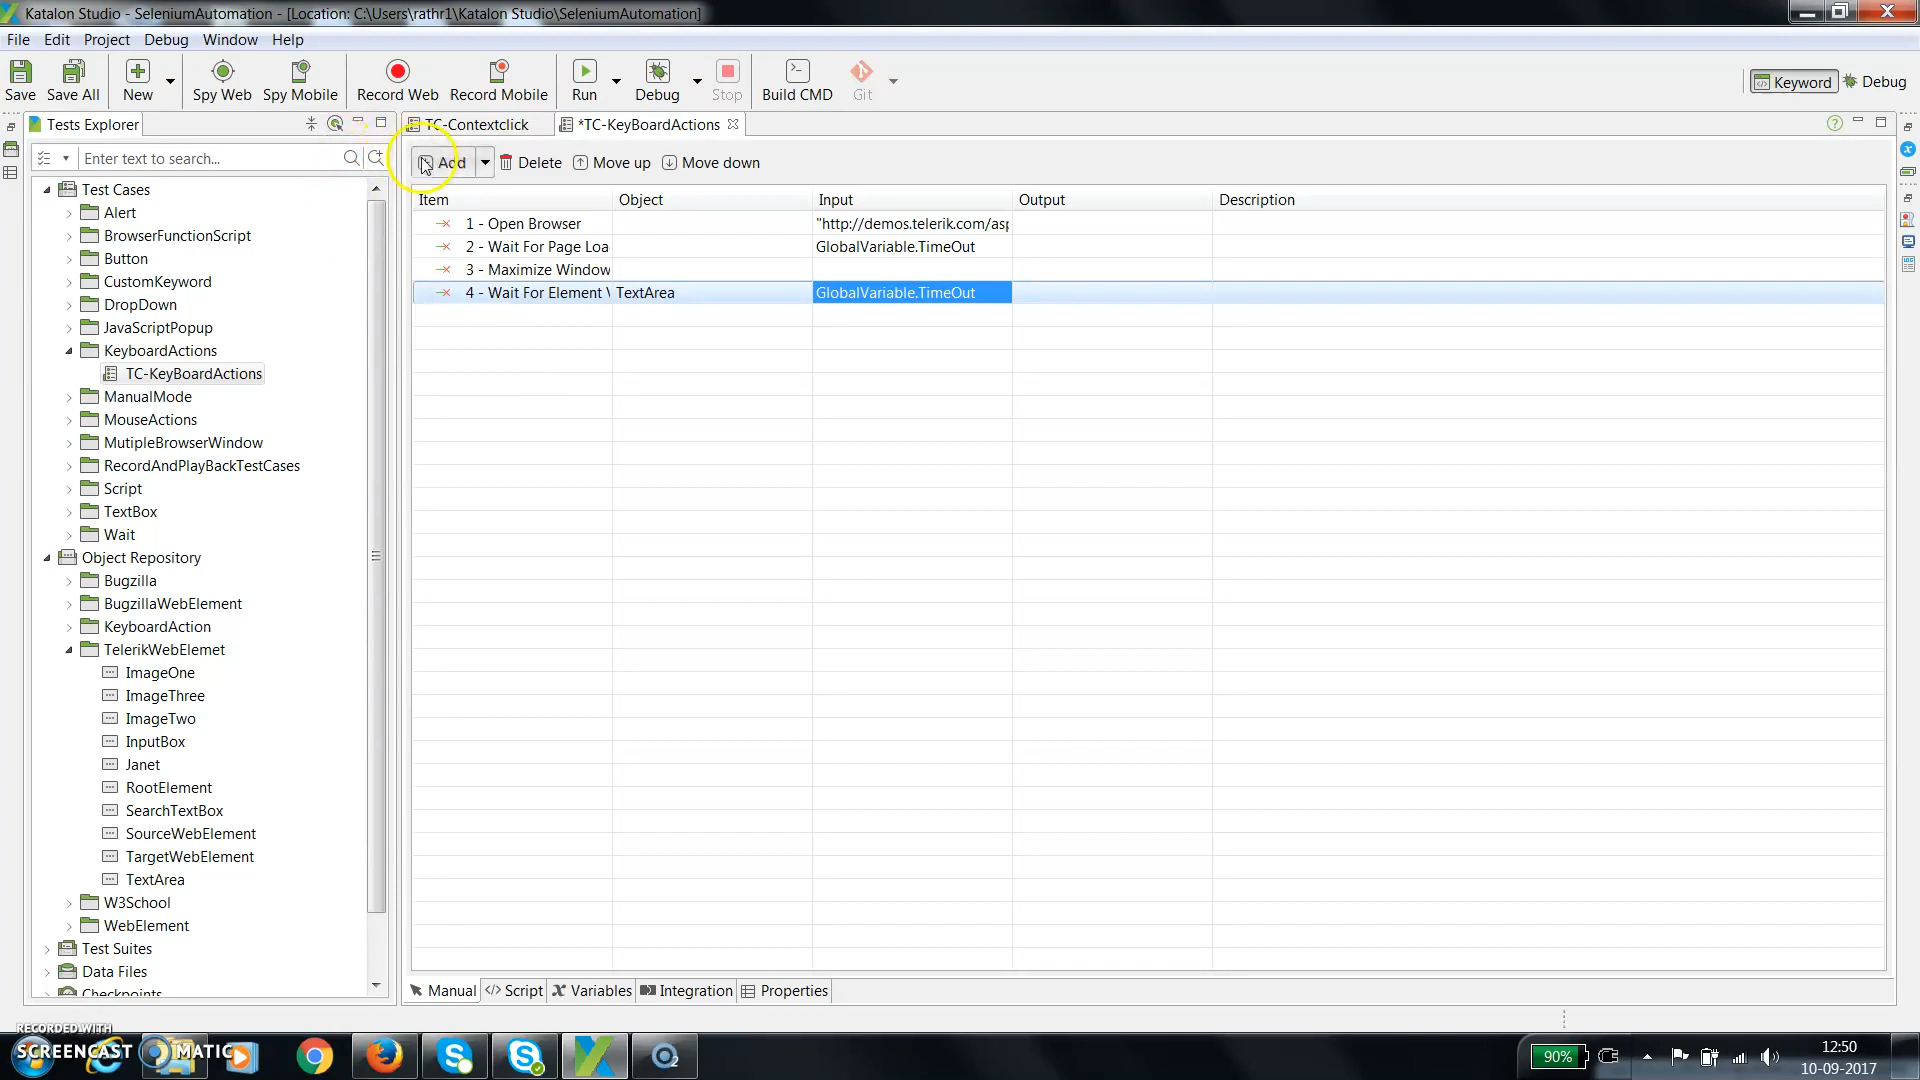 Katalon Studio - SeleniumAutomation - [Location: C:\Users\rathr1\Katalon Studio\SeleniumAutomation]
File Edit Project Debug Window Help
Save Save All New Spy Web Spy Mobile Record Web Record Mobile Run Debug Stop Build CMD Git Keyword Debug
Tests Explorer TC-Contextclick *TC-KeyBoardActions
Enter text to search... Add Delete Move up Move down
Item Object Input Output Description
1 - Open Browser "http://demos.telerik.com/asp
2 - Wait For Page Loa GlobalVariable.TimeOut
3 - Maximize Window
4 - Wait For Element V TextArea GlobalVariable.TimeOut
Test Cases
Alert
BrowserFunctionScript
Button
CustomKeyword
DropDown
JavaScriptPopup
KeyboardActions
TC-KeyBoardActions
ManualMode
MouseActions
MutipleBrowserWindow
RecordAndPlayBackTestCases
Script
TextBox
Wait
Object Repository
Bugzilla
BugzillaWebElement
KeyboardAction
TelerikWebElemet
ImageOne
ImageThree
ImageTwo
InputBox
Janet
RootElement
SearchTextBox
SourceWebElement
TargetWebElement
TextArea
W3School
WebElement
Test Suites
Data Files
Checkpoints
Manual Script Variables Integration Properties
RECORDED WITH
SCREENCAST MATIC
90% 12:50
10-09-2017